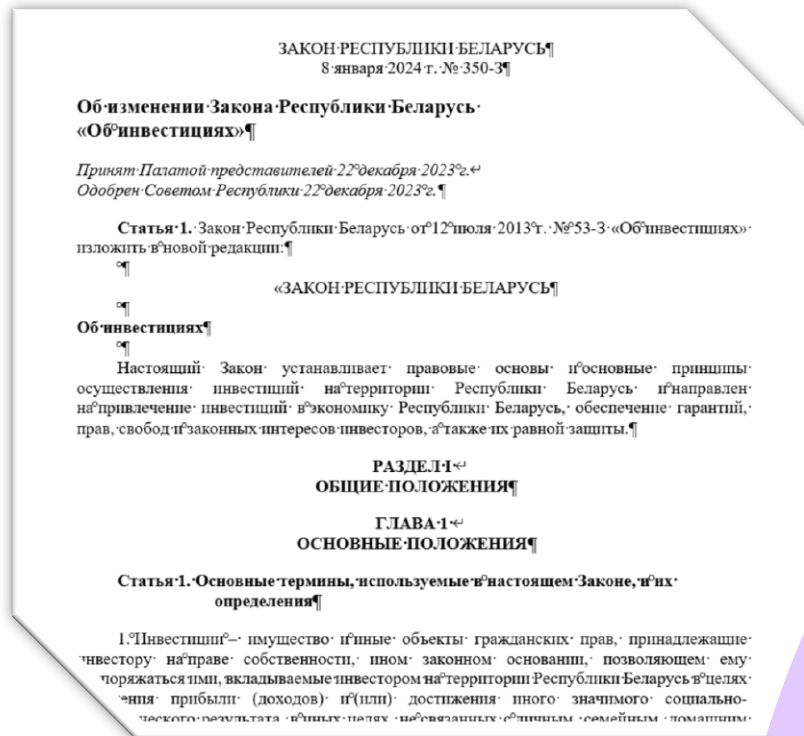 ЗАКОН РЕСПУБЛИКИ БЕЛАРУСЬ¶
8 января 2024 г. № 350-З¶
Об изменении Закона Республики Беларусь
«Об инвестициях»¶
Принят Палатой представителей 22 декабря 2023 г.↵
Одобрен Советом Республики 22 декабря 2023 г.¶
Статья 1. Закон Республики Беларусь от 12 июля 2013 г. № 53-З «Об инвестициях»
изложить в новой редакции:¶
¶
«ЗАКОН РЕСПУБЛИКИ БЕЛАРУСЬ¶
¶
Об инвестициях¶
¶
Настоящий Закон устанавливает правовые основы и основные принципы
осуществления инвестиций на территории Республики Беларусь и направлен
на привлечение инвестиций в экономику Республики Беларусь, обеспечение гарантий,
прав, свобод и законных интересов инвесторов, а также их равной защиты.¶
РАЗДЕЛ I↵
ОБЩИЕ ПОЛОЖЕНИЯ¶
ГЛАВА 1↵
ОСНОВНЫЕ ПОЛОЖЕНИЯ¶
Статья 1. Основные термины, используемые в настоящем Законе, и их
определения¶
1. Инвестиции – имущество и иные объекты гражданских прав, принадлежащие
на праве собственности, ином законном основании, позволяющем ему
ими, вкладываемые инвестором на территории Республики Беларусь в целях
прибыли (доходов) и (или) достижения иного значимого социально-
результата, в иных целях, не связанных с личным, семейным, домашним